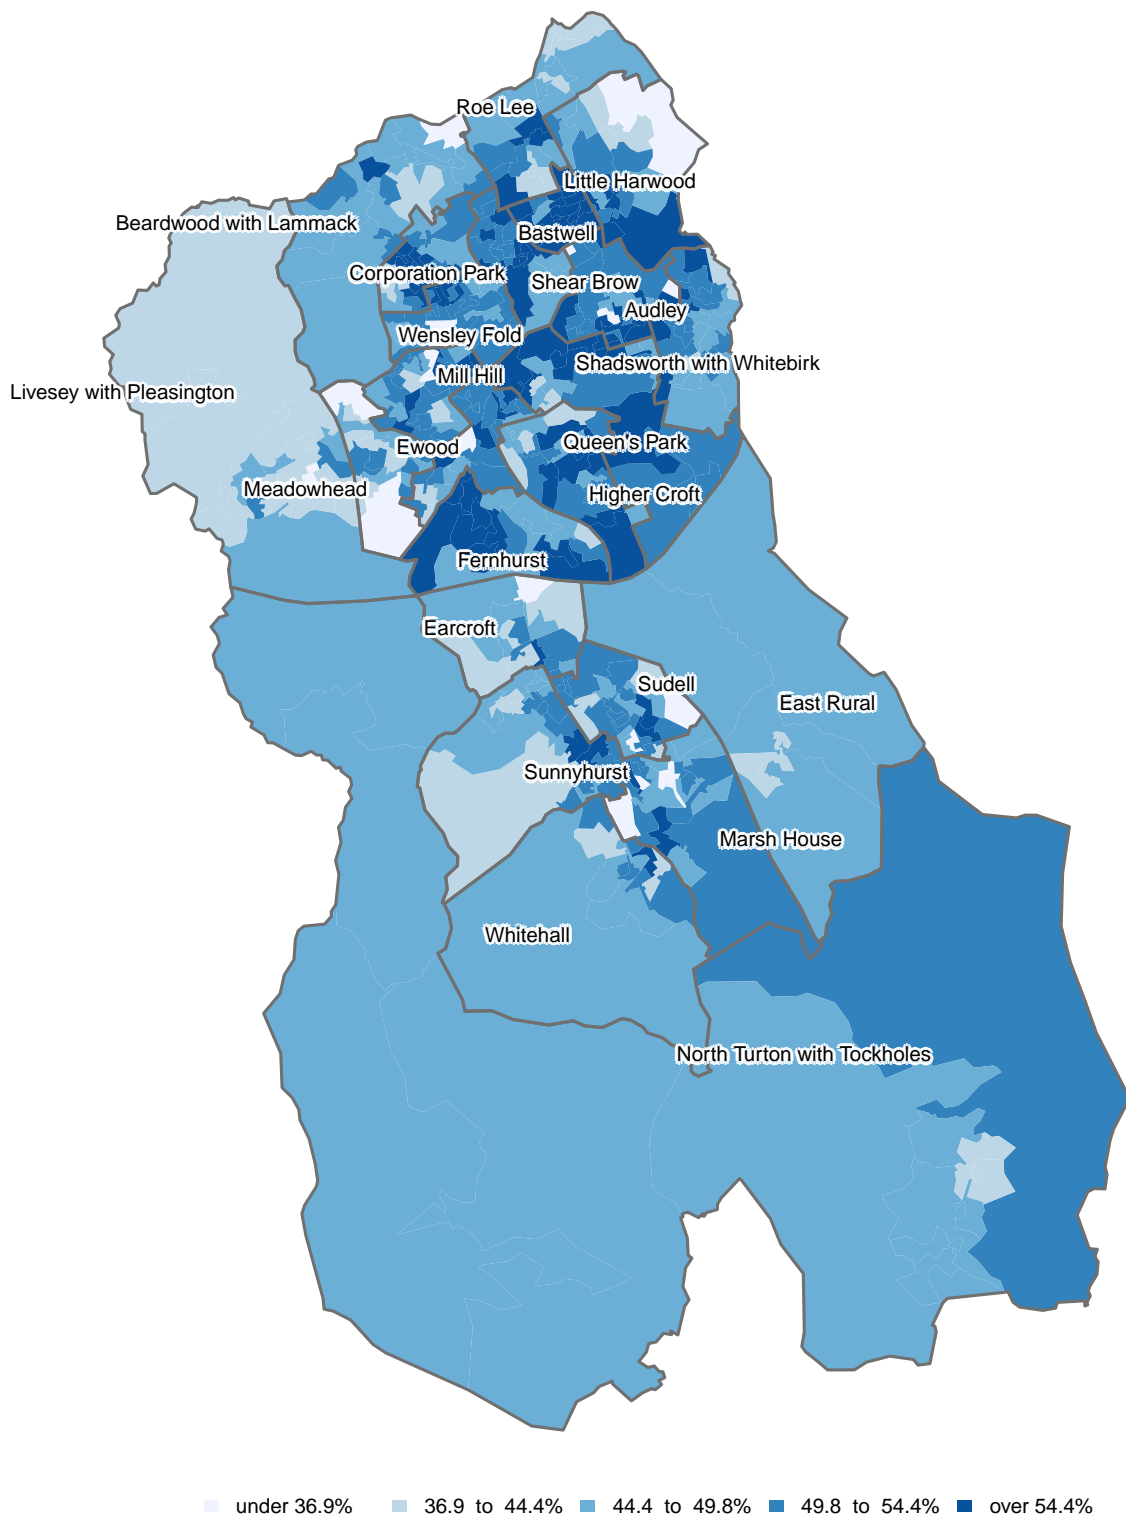 Roe Lee
Little Harwood
Beardwood with Lammack
Bastwell
Corporation Park
Shear Brow
Audley
Wensley Fold
Shadsworth with Whitebirk
Mill Hill
Livesey with Pleasington
Queen's Park
Ewood
Meadowhead
Higher Croft
Fernhurst
Earcroft
Sudell
East Rural
Sunnyhurst
Marsh House
Whitehall
North Turton with Tockholes
under 36.9% 36.9 to 44.4% 44.4 to 49.8% 49.8 to 54.4% over 54.4%